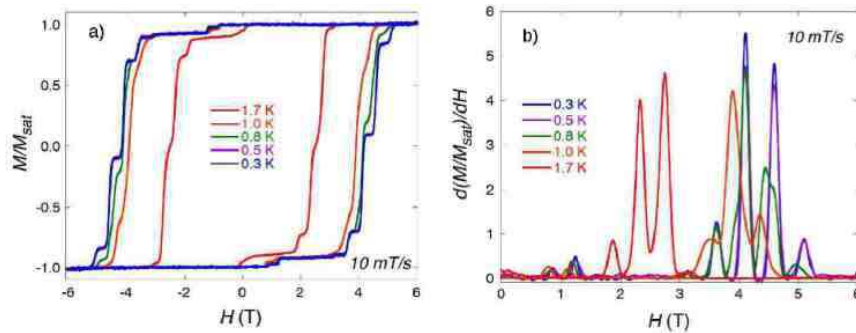 a)
M/Msat
1.0
0.5
0.0
-0.5
-1.0
1.7 K
1.0 K
0.8 K
0.5 K
0.3 K
10 mT/s
-6 -4 -2 0 2 4 6
H (T)
b)
10 mT/s
d(M/Msat)/dH
6
5
4
3
2
1
0
0.3 K
0.5 K
0.8 K
1.0 K
1.7 K
0 1 2 3 4 5 6
H (T)